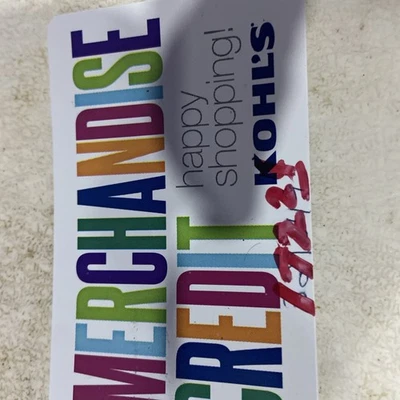 MERCHANDISE
CREDIT
happy
shopping!
KOHL'S